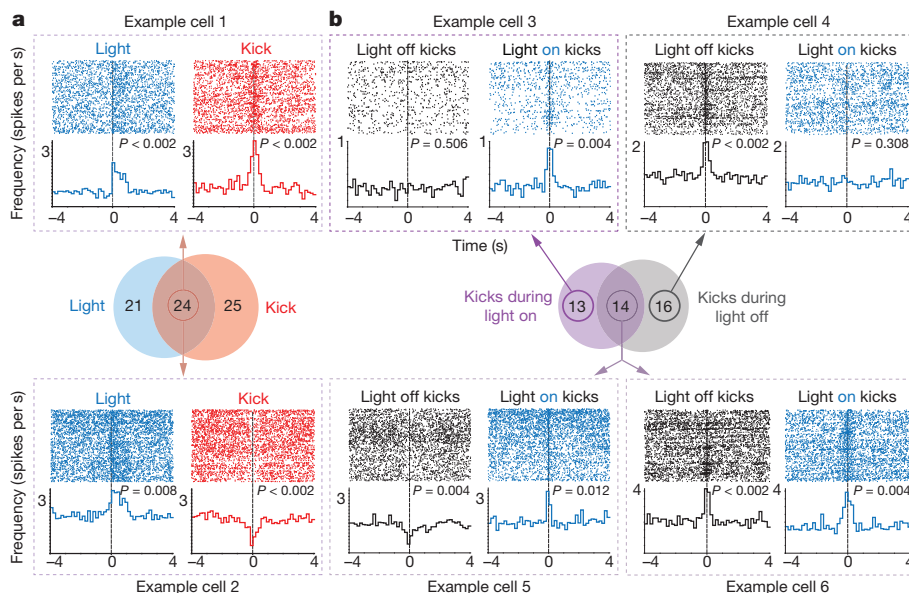 a
Example cell 1
Light
Kick
Frequency (spikes per s)
3
P < 0.002
3
P < 0.002
−4 0 4
−4 0 4
b
Example cell 3
Light off kicks
Light on kicks
1
P = 0.506
1
P = 0.004
−4 0 4
−4 0 4
Example cell 4
Light off kicks
Light on kicks
2
P < 0.002
2
P = 0.308
−4 0 4
−4 0 4
Time (s)
Light
21
24
25
Kick
Kicks during
light on
13
14
16
Kicks during
light off
Light
Kick
Frequency (spikes per s)
3
P = 0.008
3
P < 0.002
−4 0 4
−4 0 4
Example cell 2
Light off kicks
Light on kicks
3
P = 0.004
3
P = 0.012
−4 0 4
−4 0 4
Example cell 5
Light off kicks
Light on kicks
4
P < 0.002
4
P = 0.004
−4 0 4
−4 0 4
Example cell 6